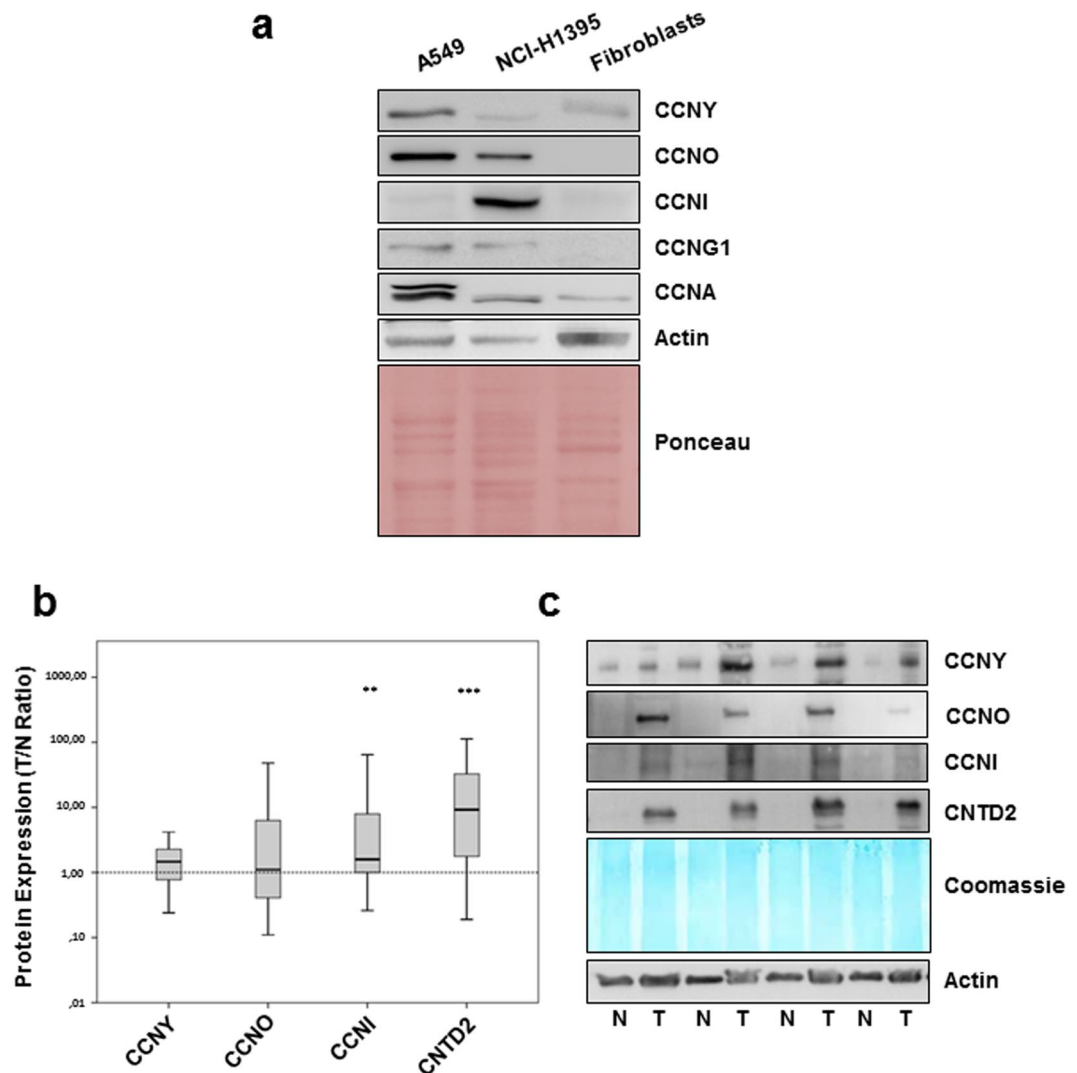 a
A549 NCI-H1395 Fibroblasts
CCNY
CCNO
CCNI
CCNG1
CCNA
Actin
Ponceau
b
Protein Expression (T/N Ratio)
1000,00
100,00
10,00
1,00
,10
,01
** ***
CCNY CCNO CCNI CNTD2
c
CCNY
CCNO
CCNI
CNTD2
Coomassie
Actin
N T N T N T N T